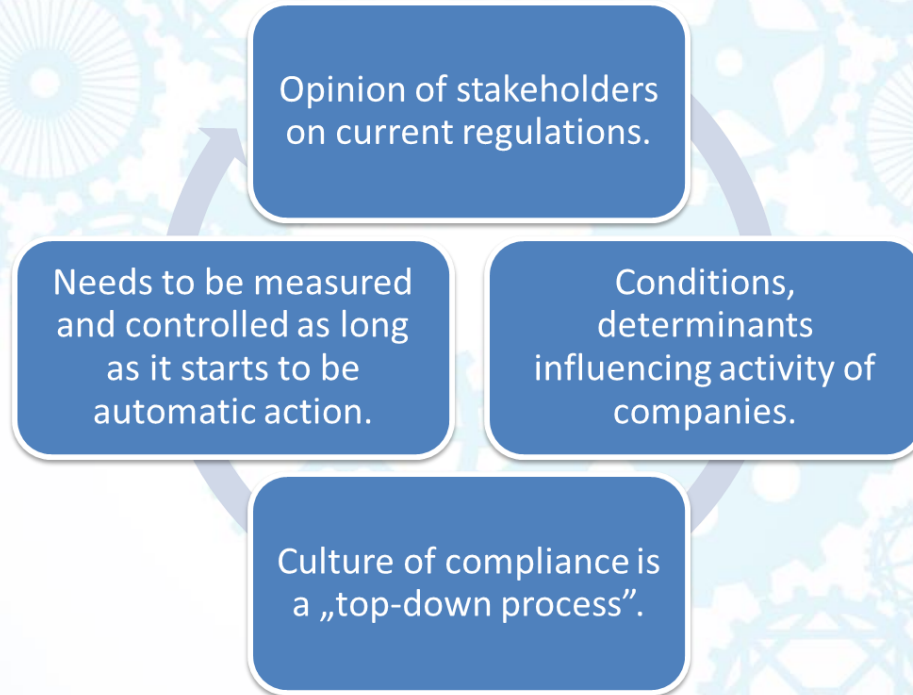 Opinion of stakeholders
on current regulations.
Conditions,
determinants
influencing activity of
companies.
Culture of compliance is
a „top-down process”.
Needs to be measured
and controlled as long
as it starts to be
automatic action.